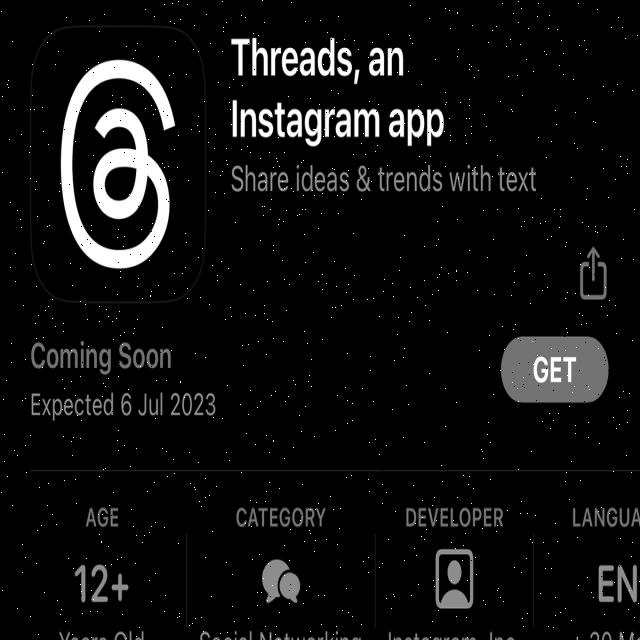 Threads, an
Instagram app
Share ideas & trends with text
Coming Soon
GET
Expected 6 Jul 2023
AGE
CATEGORY
DEVELOPER
LANGUA
12+
EN
Years Old
Social Networking
Instagram, Inc.